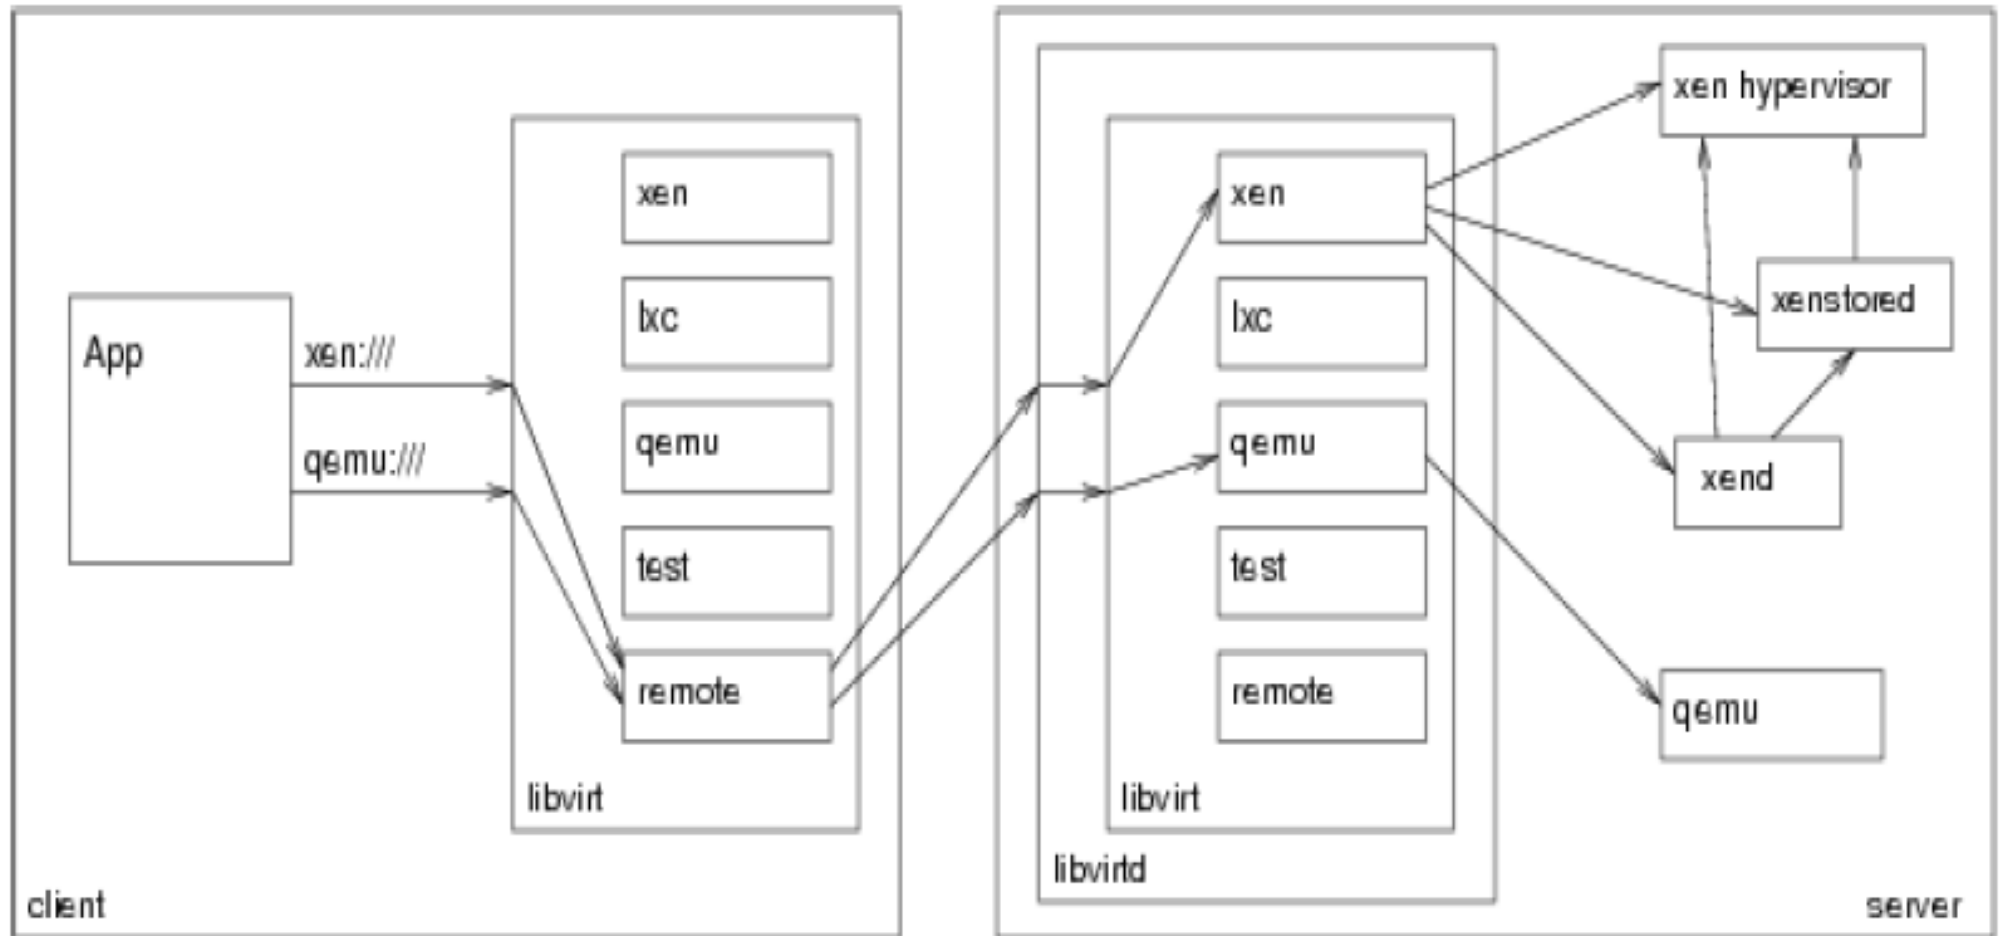 App
xen:///
qemu:///
xen
lxc
qemu
test
remote
libvirt
client
xen
lxc
qemu
test
remote
libvirt
libvirtd
xen hypervisor
xenstored
xend
qemu
server